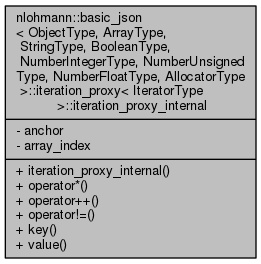 nlohmann::basic_json
< ObjectType, ArrayType,
StringType, BooleanType,
NumberIntegerType, NumberUnsigned
Type, NumberFloatType, AllocatorType
>::iteration_proxy< IteratorType
>::iteration_proxy_internal
- anchor
- array_index
+ iteration_proxy_internal()
+ operator*()
+ operator++()
+ operator!=()
+ key()
+ value()